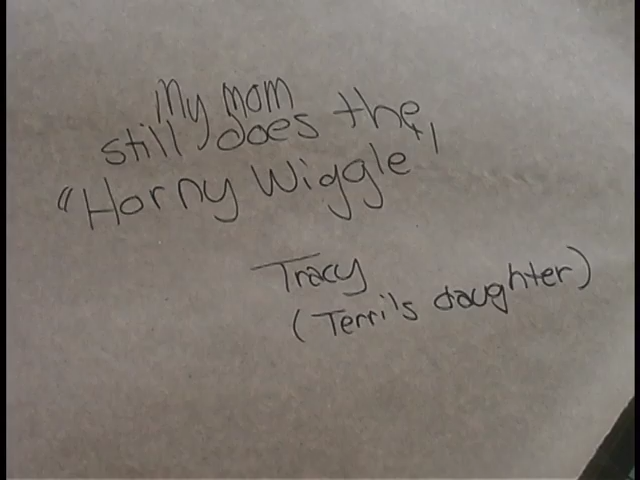 My mom
still does the
"Horny Wiggle"
Tracy
(Terri's daughter)